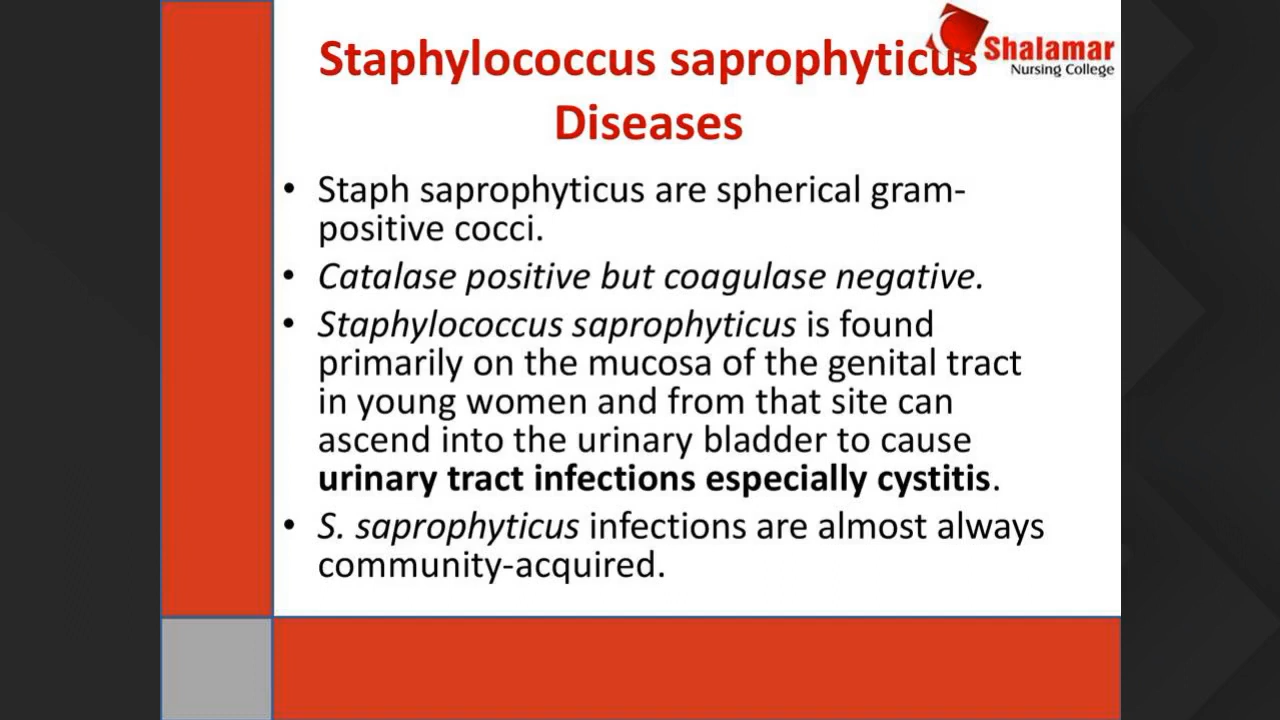 Staphylococcus saprophyticus
Diseases
Shalamar
Nursing College
• Staph saprophyticus are spherical gram-
positive cocci.
• Catalase positive but coagulase negative.
• Staphylococcus saprophyticus is found
primarily on the mucosa of the genital tract
in young women and from that site can
ascend into the urinary bladder to cause
urinary tract infections especially cystitis.
• S. saprophyticus infections are almost always
community-acquired.